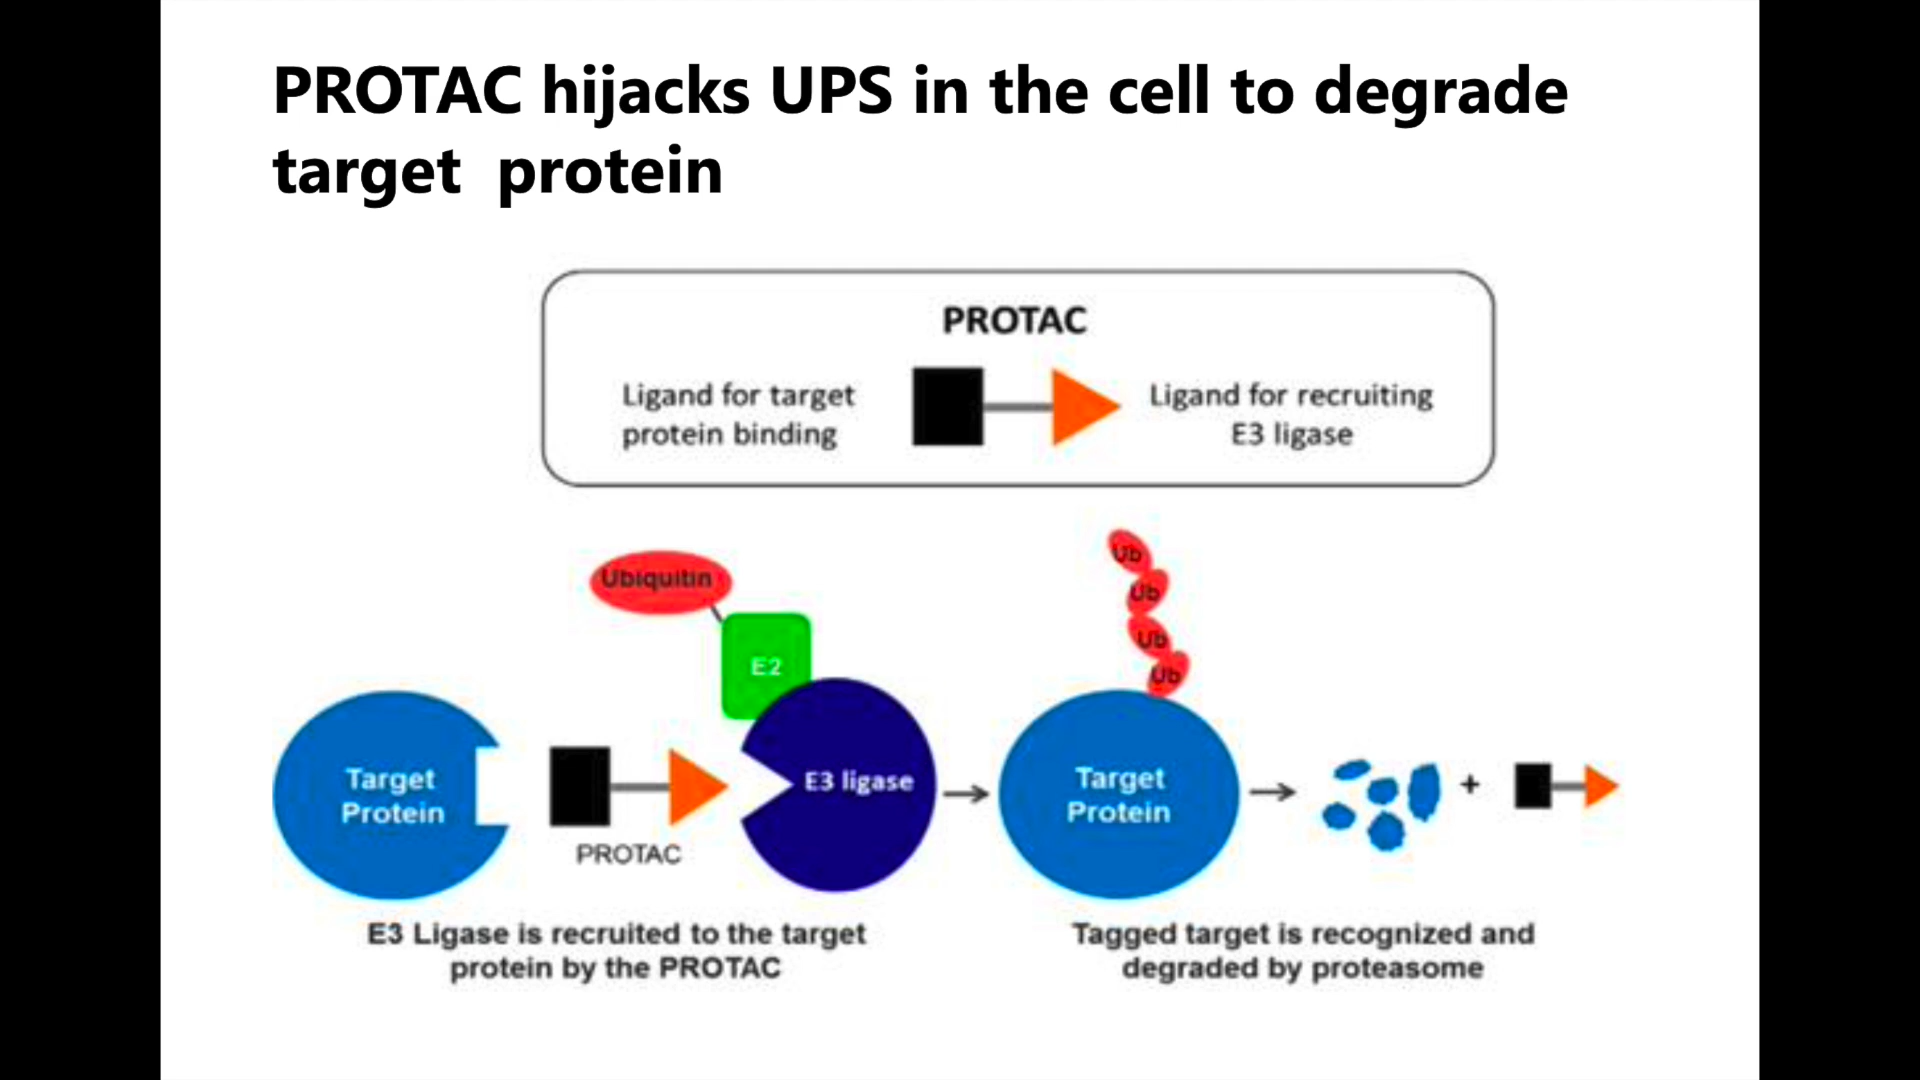 PROTAC hijacks UPS in the cell to degrade
target protein
PROTAC
Ligand for target
protein binding
Ligand for recruiting
E3 ligase
Ubiquitin
E2
Target
Protein
PROTAC
E3 ligase
Ub
Ub
Ub
Ub
Target
Protein
+
E3 Ligase is recruited to the target
protein by the PROTAC
Tagged target is recognized and
degraded by proteasome